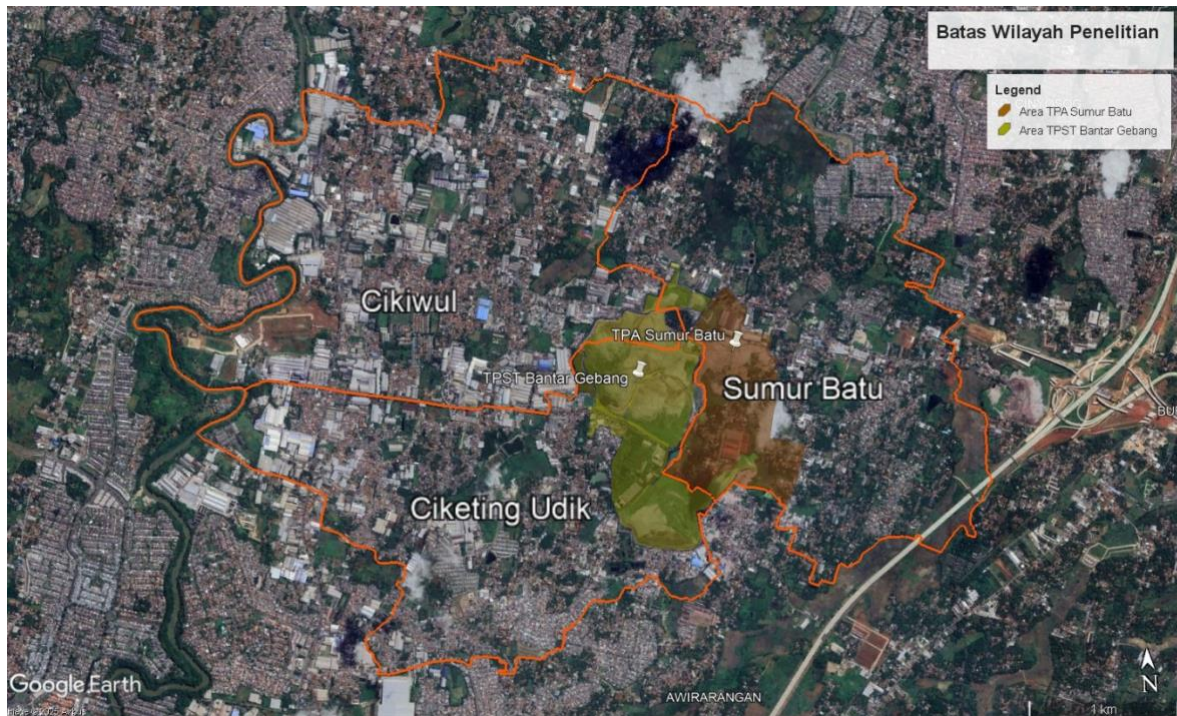 Batas Wilayah Penelitian
Legend
Area TPA Sumur Batu
Area TPST Bantar Gebang
Cikiwul
TPA Sumur Batu
TPST Bantar Gebang
Sumur Batu
Ciketing Udik
AWIRARANGAN
Google Earth
N
1 km